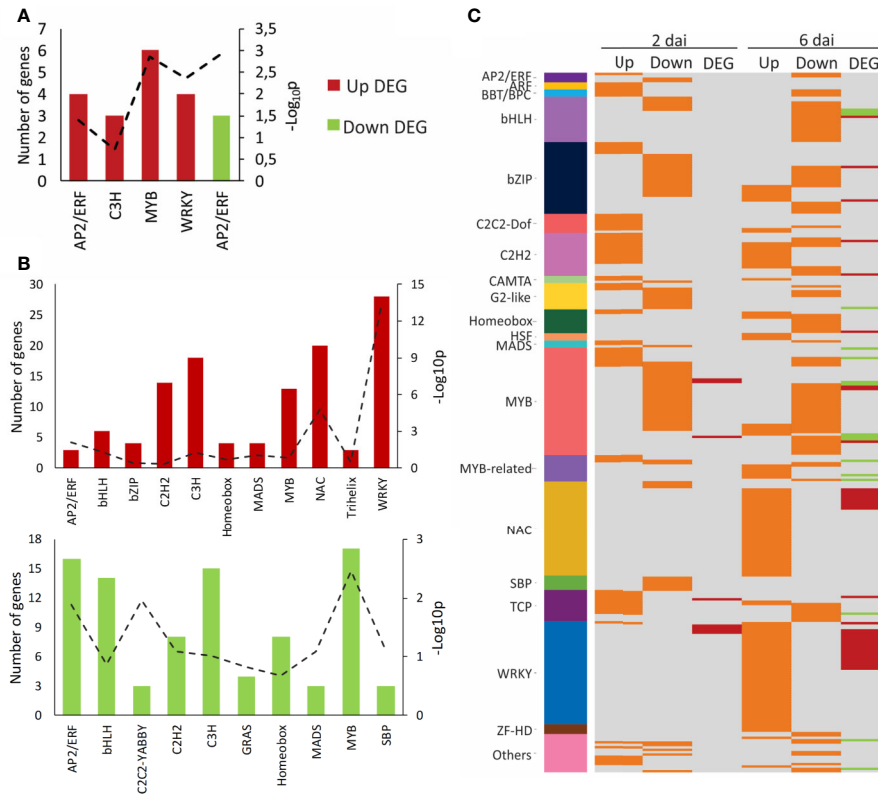 A
Number of genes
7
6
5
4
3
2
1
0
3,5
3
2,5
2
1,5
1
0,5
0
-Log10p
AP2/ERF
C3H
MYB
WRKY
AP2/ERF
Up DEG
Down DEG
B
Number of genes
30
25
20
15
10
5
0
15
12
9
6
3
0
-Log10p
AP2/ERF
bHLH
bZIP
C2H2
C3H
Homeobox
MADS
MYB
NAC
Trihelix
WRKY
Number of genes
18
15
12
9
6
3
0
3
2
1
0
-Log10p
AP2/ERF
bHLH
C2C2-YABBY
C2H2
C3H
GRAS
Homeobox
MADS
MYB
SBP
C
2 dai
6 dai
Up Down DEG Up Down DEG
AP2/ERF
ARF
BBT/BPC
bHLH
bZIP
C2C2-Dof
C2H2
CAMTA
G2-like
Homeobox
HSF
MADS
MYB
MYB-related
NAC
SBP
TCP
WRKY
ZF-HD
Others